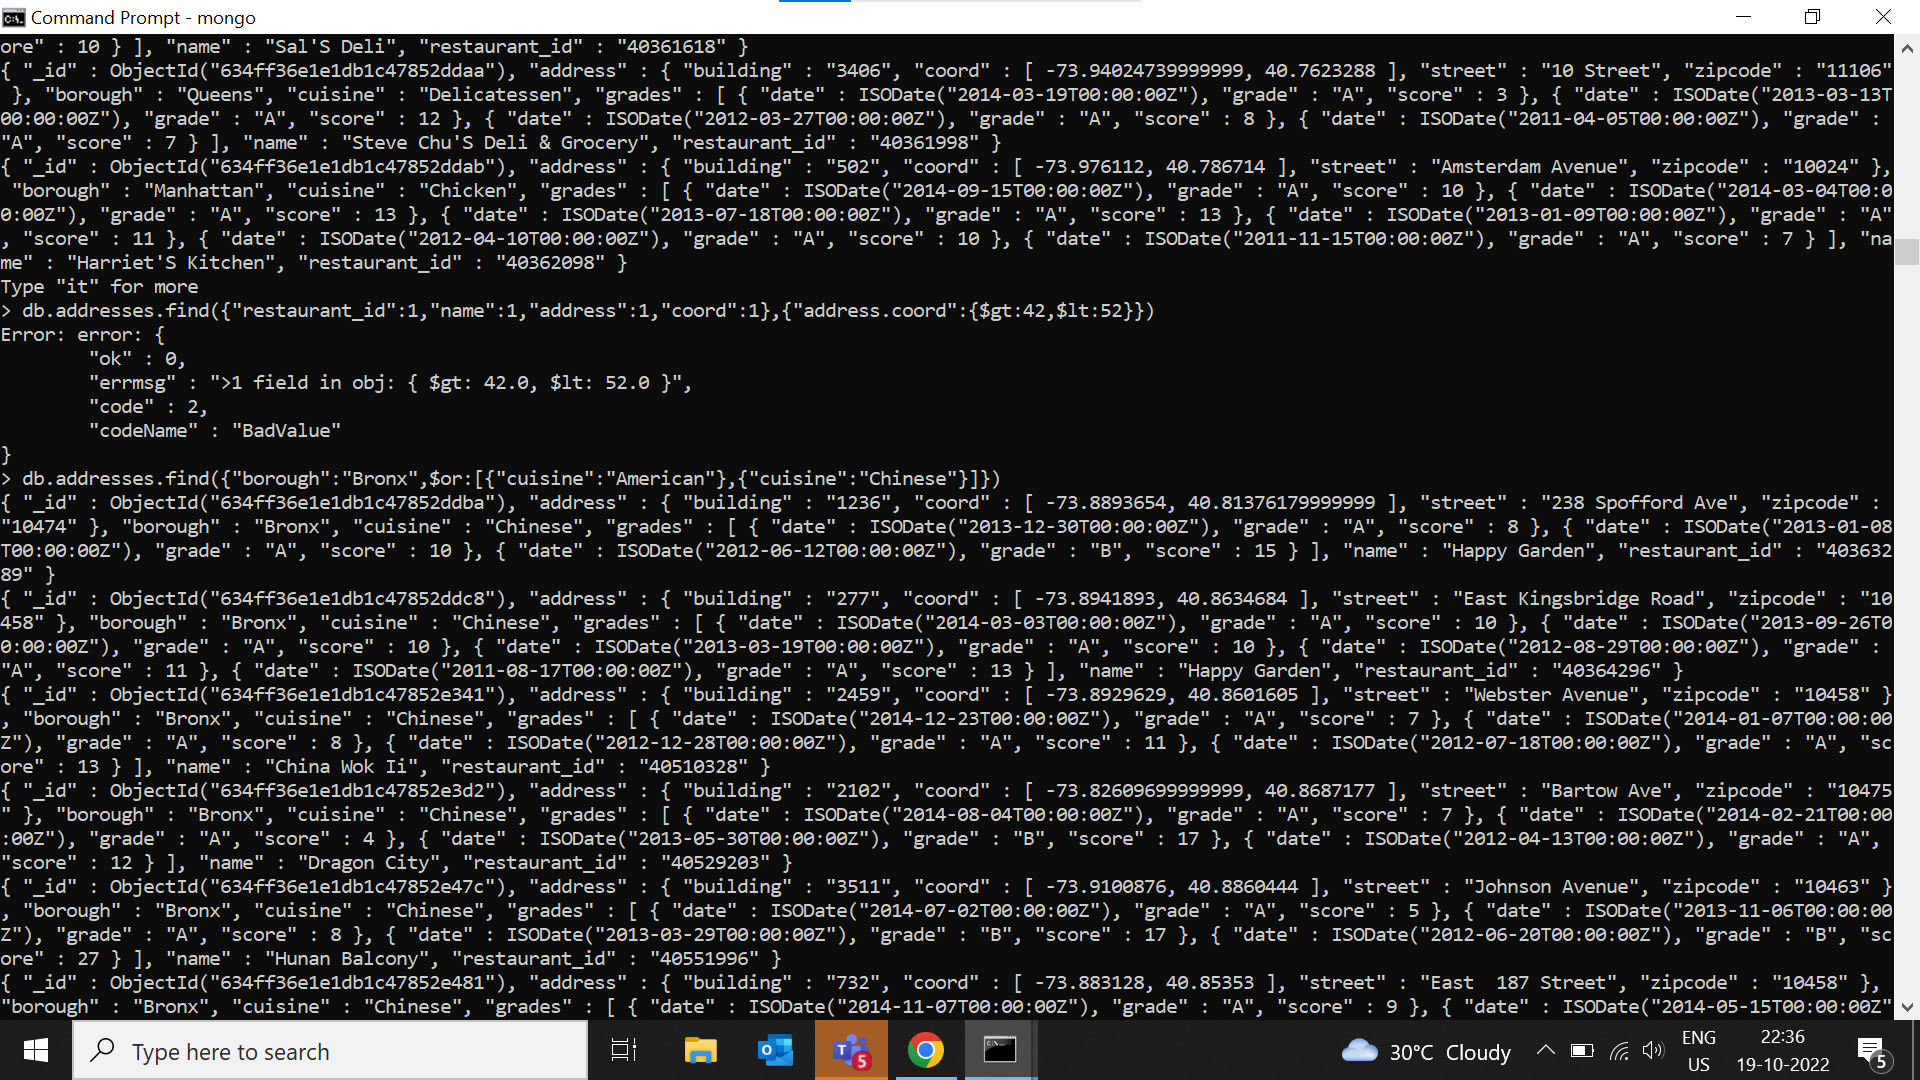 Command Prompt - mongo
ore" : 10 } ], "name" : "Sal'S Deli", "restaurant_id" : "40361618" }
{ "_id" : ObjectId("634ff36e1e1db1c47852ddaa"), "address" : { "building" : "3406", "coord" : [ -73.94024739999999, 40.7623288 ], "street" : "10 Street", "zipcode" : "11106"
 }, "borough" : "Queens", "cuisine" : "Delicatessen", "grades" : [ { "date" : ISODate("2014-03-19T00:00:00Z"), "grade" : "A", "score" : 3 }, { "date" : ISODate("2013-03-13T
00:00:00Z"), "grade" : "A", "score" : 12 }, { "date" : ISODate("2012-03-27T00:00:00Z"), "grade" : "A", "score" : 8 }, { "date" : ISODate("2011-04-05T00:00:00Z"), "grade" :
"A", "score" : 7 } ], "name" : "Steve Chu'S Deli & Grocery", "restaurant_id" : "40361998" }
{ "_id" : ObjectId("634ff36e1e1db1c47852ddab"), "address" : { "building" : "502", "coord" : [ -73.976112, 40.786714 ], "street" : "Amsterdam Avenue", "zipcode" : "10024" },
 "borough" : "Manhattan", "cuisine" : "Chicken", "grades" : [ { "date" : ISODate("2014-09-15T00:00:00Z"), "grade" : "A", "score" : 10 }, { "date" : ISODate("2014-03-04T00:0
0:00Z"), "grade" : "A", "score" : 13 }, { "date" : ISODate("2013-07-18T00:00:00Z"), "grade" : "A", "score" : 13 }, { "date" : ISODate("2013-01-09T00:00:00Z"), "grade" : "A"
, "score" : 11 }, { "date" : ISODate("2012-04-10T00:00:00Z"), "grade" : "A", "score" : 10 }, { "date" : ISODate("2011-11-15T00:00:00Z"), "grade" : "A", "score" : 7 } ], "na
me" : "Harriet'S Kitchen", "restaurant_id" : "40362098" }
Type "it" for more
> db.addresses.find({"restaurant_id":1,"name":1,"address":1,"coord":1},{"address.coord":{$gt:42,$lt:52}})
Error: error: {
        "ok" : 0,
        "errmsg" : ">1 field in obj: { $gt: 42.0, $lt: 52.0 }",
        "code" : 2,
        "codeName" : "BadValue"
}
> db.addresses.find({"borough":"Bronx",$or:[{"cuisine":"American"},{"cuisine":"Chinese"}]})
{ "_id" : ObjectId("634ff36e1e1db1c47852ddba"), "address" : { "building" : "1236", "coord" : [ -73.8893654, 40.81376179999999 ], "street" : "238 Spofford Ave", "zipcode" :
"10474" }, "borough" : "Bronx", "cuisine" : "Chinese", "grades" : [ { "date" : ISODate("2013-12-30T00:00:00Z"), "grade" : "A", "score" : 8 }, { "date" : ISODate("2013-01-08
T00:00:00Z"), "grade" : "A", "score" : 10 }, { "date" : ISODate("2012-06-12T00:00:00Z"), "grade" : "B", "score" : 15 } ], "name" : "Happy Garden", "restaurant_id" : "403632
89" }
{ "_id" : ObjectId("634ff36e1e1db1c47852ddc8"), "address" : { "building" : "277", "coord" : [ -73.8941893, 40.8634684 ], "street" : "East Kingsbridge Road", "zipcode" : "10
458" }, "borough" : "Bronx", "cuisine" : "Chinese", "grades" : [ { "date" : ISODate("2014-03-03T00:00:00Z"), "grade" : "A", "score" : 10 }, { "date" : ISODate("2013-09-26T0
0:00:00Z"), "grade" : "A", "score" : 10 }, { "date" : ISODate("2013-03-19T00:00:00Z"), "grade" : "A", "score" : 10 }, { "date" : ISODate("2012-08-29T00:00:00Z"), "grade" :
"A", "score" : 11 }, { "date" : ISODate("2011-08-17T00:00:00Z"), "grade" : "A", "score" : 13 } ], "name" : "Happy Garden", "restaurant_id" : "40364296" }
{ "_id" : ObjectId("634ff36e1e1db1c47852e341"), "address" : { "building" : "2459", "coord" : [ -73.8929629, 40.8601605 ], "street" : "Webster Avenue", "zipcode" : "10458" }
, "borough" : "Bronx", "cuisine" : "Chinese", "grades" : [ { "date" : ISODate("2014-12-23T00:00:00Z"), "grade" : "A", "score" : 7 }, { "date" : ISODate("2014-01-07T00:00:00
Z"), "grade" : "A", "score" : 8 }, { "date" : ISODate("2012-12-28T00:00:00Z"), "grade" : "A", "score" : 11 }, { "date" : ISODate("2012-07-18T00:00:00Z"), "grade" : "A", "sc
ore" : 13 } ], "name" : "China Wok Ii", "restaurant_id" : "40510328" }
{ "_id" : ObjectId("634ff36e1e1db1c47852e3d2"), "address" : { "building" : "2102", "coord" : [ -73.82609699999999, 40.8687177 ], "street" : "Bartow Ave", "zipcode" : "10475
" }, "borough" : "Bronx", "cuisine" : "Chinese", "grades" : [ { "date" : ISODate("2014-08-04T00:00:00Z"), "grade" : "A", "score" : 7 }, { "date" : ISODate("2014-02-21T00:00
:00Z"), "grade" : "A", "score" : 4 }, { "date" : ISODate("2013-05-30T00:00:00Z"), "grade" : "B", "score" : 17 }, { "date" : ISODate("2012-04-13T00:00:00Z"), "grade" : "A",
"score" : 12 } ], "name" : "Dragon City", "restaurant_id" : "40529203" }
{ "_id" : ObjectId("634ff36e1e1db1c47852e47c"), "address" : { "building" : "3511", "coord" : [ -73.9100876, 40.8860444 ], "street" : "Johnson Avenue", "zipcode" : "10463" }
, "borough" : "Bronx", "cuisine" : "Chinese", "grades" : [ { "date" : ISODate("2014-07-02T00:00:00Z"), "grade" : "A", "score" : 5 }, { "date" : ISODate("2013-11-06T00:00:00
Z"), "grade" : "A", "score" : 8 }, { "date" : ISODate("2013-03-29T00:00:00Z"), "grade" : "B", "score" : 17 }, { "date" : ISODate("2012-06-20T00:00:00Z"), "grade" : "B", "sc
ore" : 27 } ], "name" : "Hunan Balcony", "restaurant_id" : "40551996" }
{ "_id" : ObjectId("634ff36e1e1db1c47852e481"), "address" : { "building" : "732", "coord" : [ -73.883128, 40.85353 ], "street" : "East  187 Street", "zipcode" : "10458" },
"borough" : "Bronx", "cuisine" : "Chinese", "grades" : [ { "date" : ISODate("2014-11-07T00:00:00Z"), "grade" : "A", "score" : 9 }, { "date" : ISODate("2014-05-15T00:00:00Z"
Type here to search
T 5
30°C Cloudy
ENG
US
22:36
19-10-2022
5